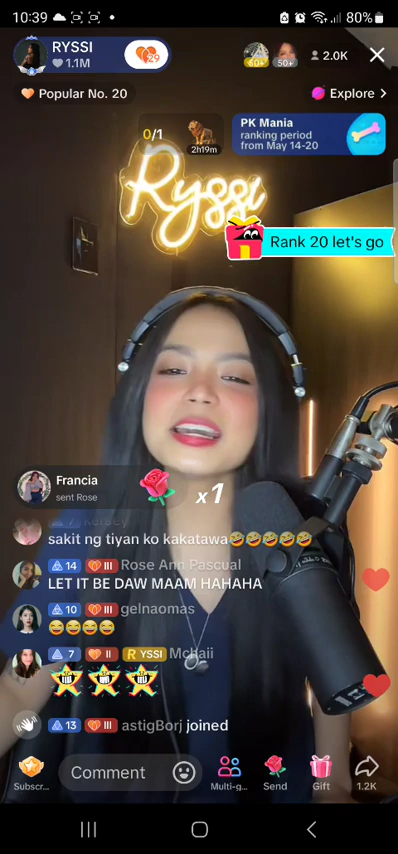 10:39
80%
RYSSI
1.1M
29
60+
50+
2.0K
Popular No. 20
Explore >
0/1
2h19m
PK Mania
ranking period
from May 14-20
Ryssi
Rank 20 let's go
Francia
sent Rose
x1
sakit ng tiyan ko kakatawa🤣🤣🤣🤣🤣
14 III Rose Ann Pascual
LET IT BE DAW MAAM HAHAHA
10 III gelnaomas
😂😂😂😂
7 II R YSSI McHaii
13 III astigBorj joined
Subscr...
Comment
Multi-g...
Send
Gift
1.2K